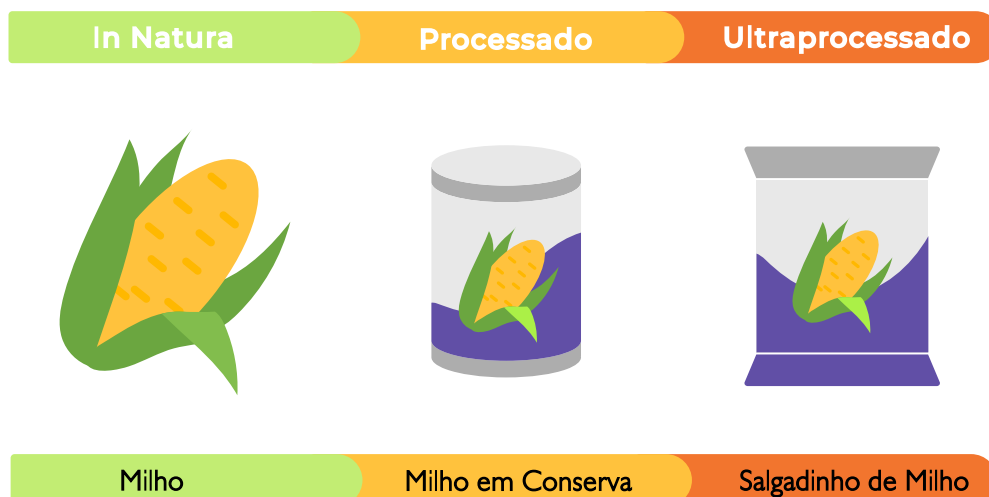 In Natura
Processado
Ultraprocessado
Milho
Milho em Conserva
Salgadinho de Milho